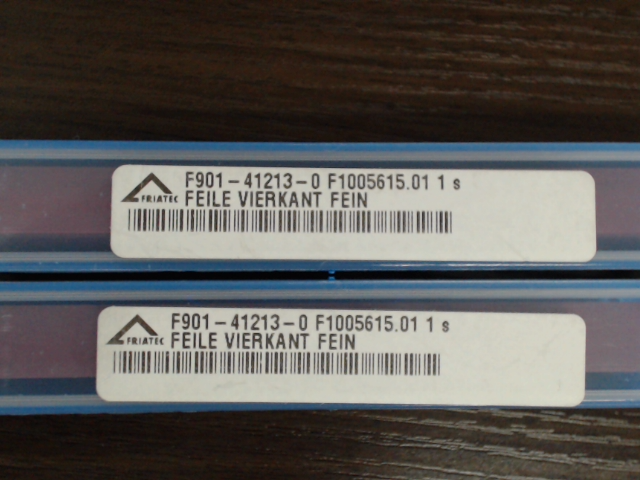 F901-41213-0 F1005615.01 1 s
FEILE VIERKANT FEIN
FRIATEC
F901-41213-0 F1005615.01 1 s
FEILE VIERKANT FEIN
FRIATEC